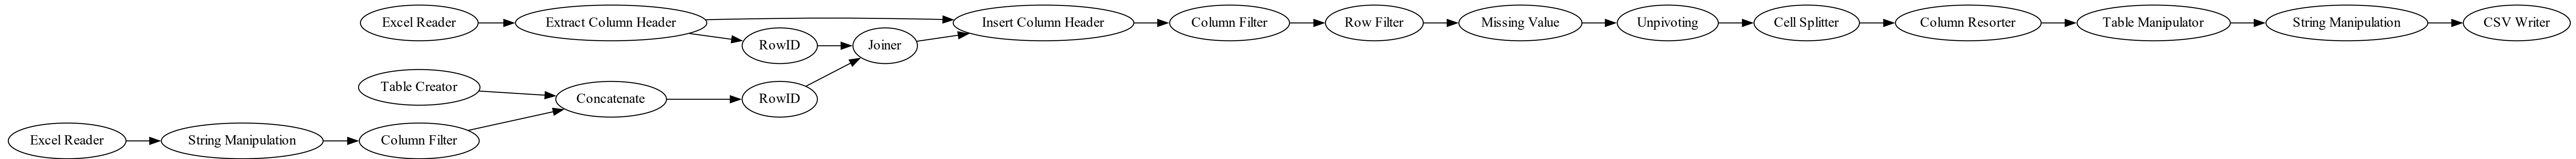 Excel Reader
Extract Column Header
Insert Column Header
Column Filter
Row Filter
Missing Value
Unpivoting
Cell Splitter
Column Resorter
Table Manipulator
String Manipulation
CSV Writer
RowID
Joiner
Table Creator
Concatenate
RowID
Excel Reader
String Manipulation
Column Filter